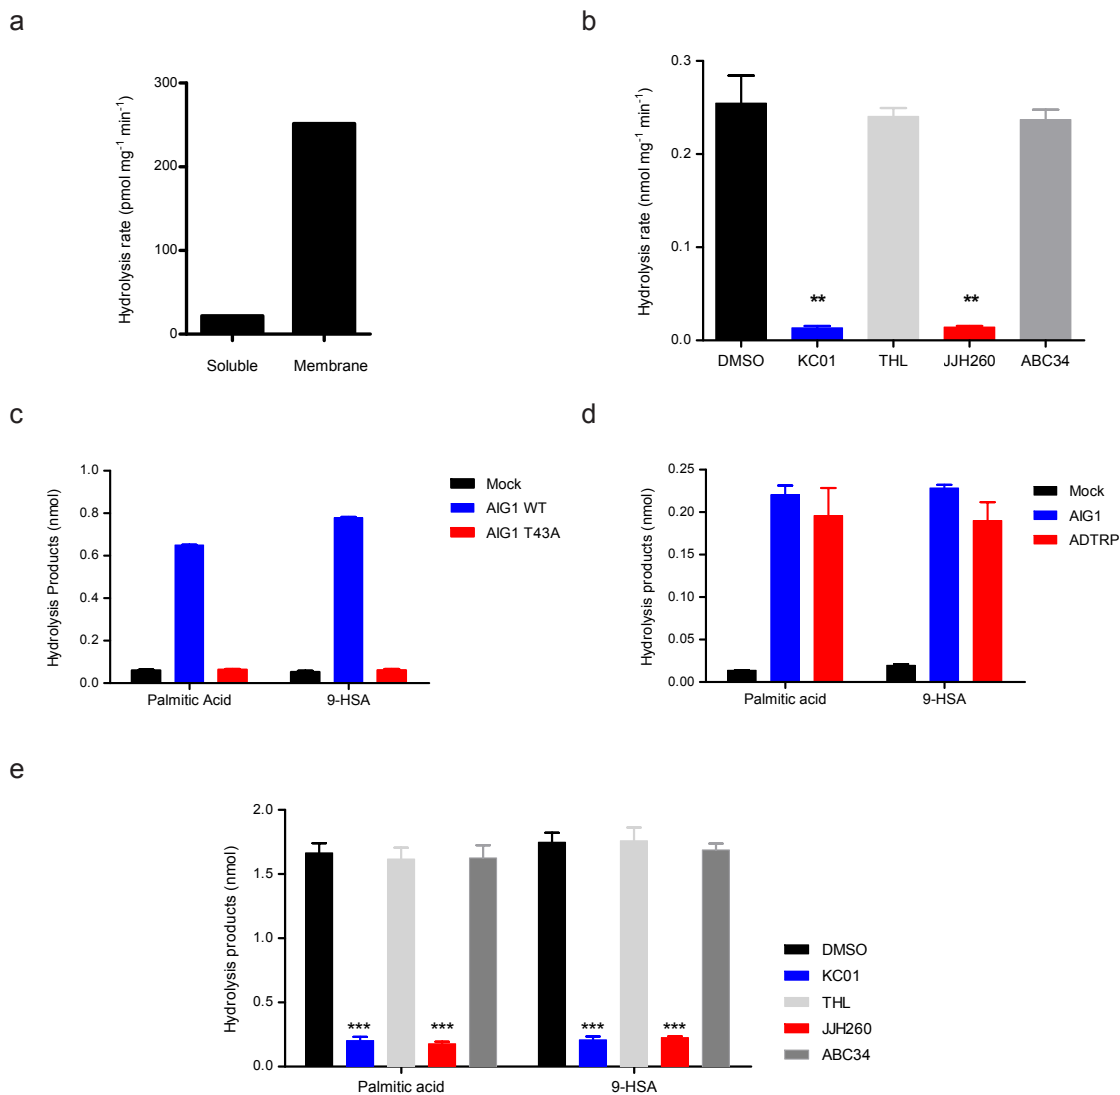 a
Hydrolysis rate (pmol mg⁻¹ min⁻¹)
300
200
100
0
Soluble
Membrane
b
Hydrolysis rate (nmol mg⁻¹ min⁻¹)
0.3
0.2
0.1
0.0
**
**
DMSO
KC01
THL
JJH260
ABC34
c
Hydrolysis Products (nmol)
1.0
0.8
0.6
0.4
0.2
0.0
Palmitic Acid
9-HSA
Mock
AIG1 WT
AIG1 T43A
d
Hydrolysis products (nmol)
0.25
0.20
0.15
0.10
0.05
0.00
Palmitic acid
9-HSA
Mock
AIG1
ADTRP
e
Hydrolysis products (nmol)
2.0
1.5
1.0
0.5
0.0
***
***
***
***
Palmitic acid
9-HSA
DMSO
KC01
THL
JJH260
ABC34